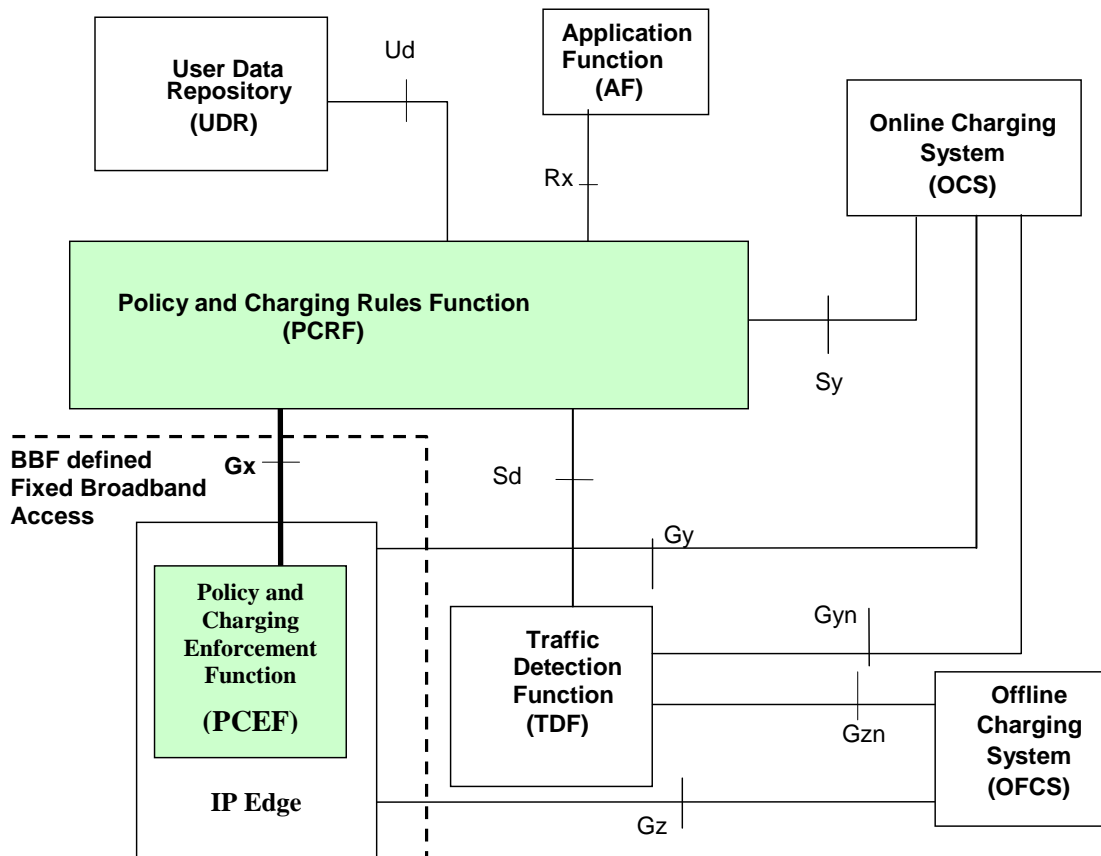 User Data
Repository
(UDR)
Ud
Application
Function
(AF)
Rx
Online Charging
System
(OCS)
Policy and Charging Rules Function
(PCRF)
Sy
BBF defined
Fixed Broadband
Access
Gx
Sd
Gy
Policy and
Charging
Enforcement
Function
(PCEF)
IP Edge
Traffic
Detection
Function
(TDF)
Gyn
Gzn
Gz
Offline
Charging
System
(OFCS)